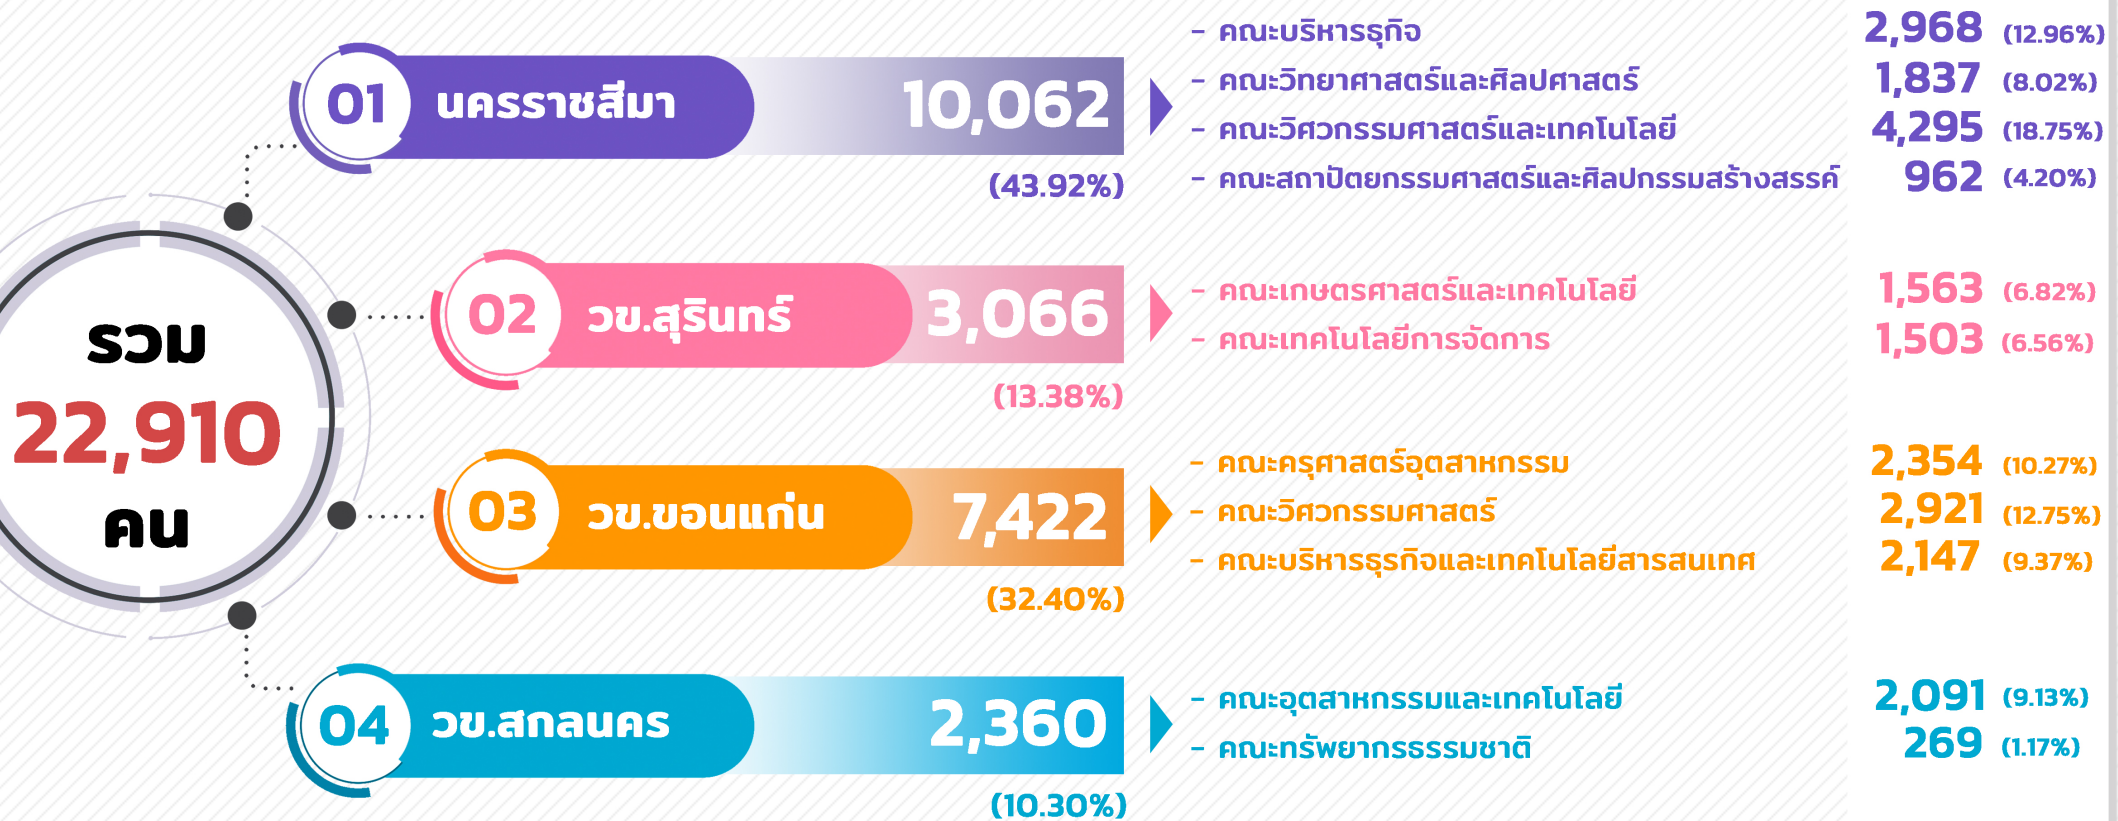 รวม
22,910
คน
01 นครราชสีมา 10,062
(43.92%)
- คณะบริหารธุกิจ 2,968 (12.96%)
- คณะวิทยาศาสตร์และศิลปศาสตร์ 1,837 (8.02%)
- คณะวิศวกรรมศาสตร์และเทคโนโลยี 4,295 (18.75%)
- คณะสถาปัตยกรรมศาสตร์และศิลปกรรมสร้างสรรค์ 962 (4.20%)
02 วข.สุรินทร์ 3,066
(13.38%)
- คณะเกษตรศาสตร์และเทคโนโลยี 1,563 (6.82%)
- คณะเทคโนโลยีการจัดการ 1,503 (6.56%)
03 วข.ขอนแก่น 7,422
(32.40%)
- คณะครุศาสตร์อุตสาหกรรม 2,354 (10.27%)
- คณะวิศวกรรมศาสตร์ 2,921 (12.75%)
- คณะบริหารธุรกิจและเทคโนโลยีสารสนเทศ 2,147 (9.37%)
04 วข.สกลนคร 2,360
(10.30%)
- คณะอุตสาหกรรมและเทคโนโลยี 2,091 (9.13%)
- คณะทรัพยากรธรรมชาติ 269 (1.17%)